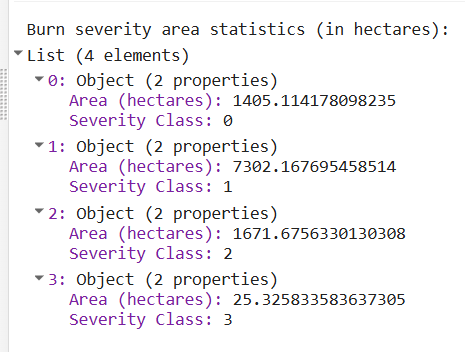 Burn severity area statistics (in hectares):
List (4 elements)
0: Object (2 properties)
Area (hectares): 1405.114178098235
Severity Class: 0
1: Object (2 properties)
Area (hectares): 7302.167695458514
Severity Class: 1
2: Object (2 properties)
Area (hectares): 1671.6756330130308
Severity Class: 2
3: Object (2 properties)
Area (hectares): 25.325833583637305
Severity Class: 3